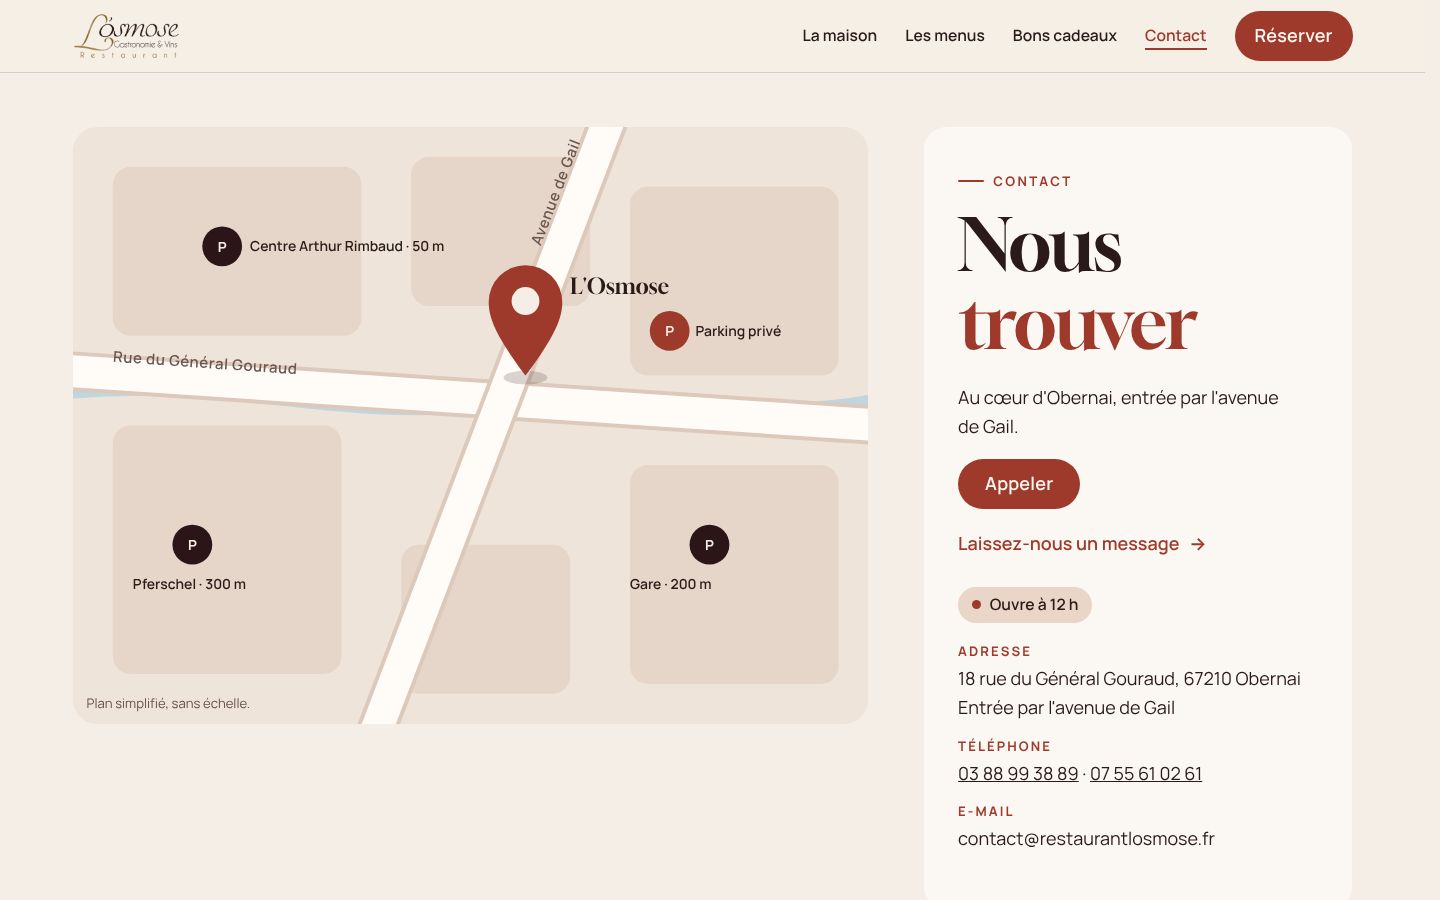 L'osmose
Gastronomie & Vins
Restaurant
La maison
Les menus
Bons cadeaux
Contact
Réserver
Avenue de Gail
P
Centre Arthur Rimbaud · 50 m
L'Osmose
P
Parking privé
Rue du Général Gouraud
P
Pferschel · 300 m
P
Gare · 200 m
Plan simplifié, sans échelle.
CONTACT
Nous
trouver
Au cœur d'Obernai, entrée par l'avenue
de Gail.
Appeler
Laissez-nous un message →
Ouvre à 12 h
ADRESSE
18 rue du Général Gouraud, 67210 Obernai
Entrée par l'avenue de Gail
TÉLÉPHONE
03 88 99 38 89 · 07 55 61 02 61
E-MAIL
contact@restaurantlosmose.fr